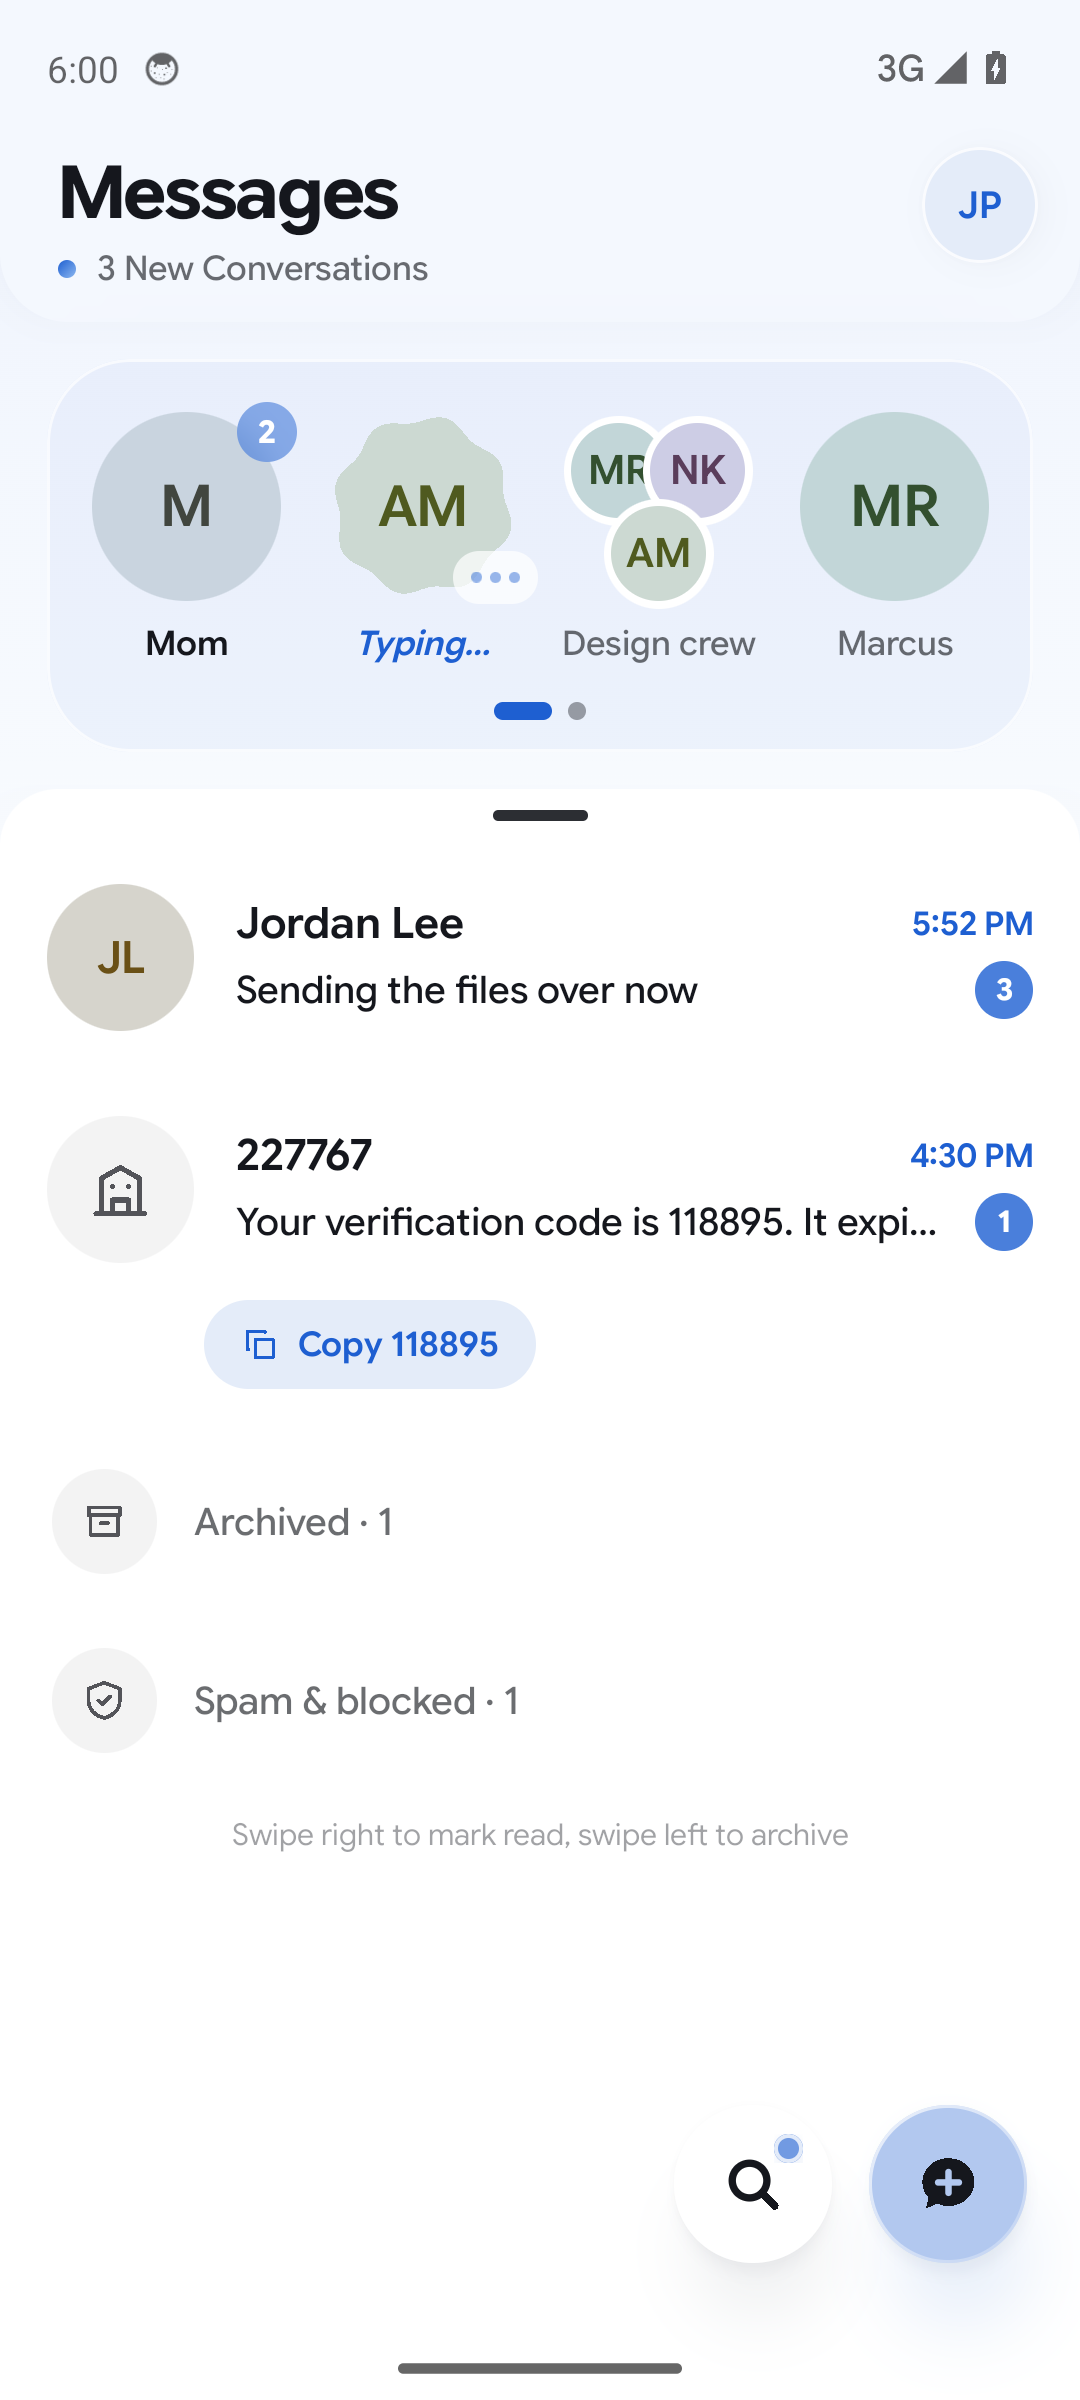 6:00
3G
Messages
JP
3 New Conversations
M
2
AM
MR
NK
AM
MR
Mom
Typing...
Design crew
Marcus
JL
Jordan Lee
5:52 PM
Sending the files over now
3
227767
4:30 PM
Your verification code is 118895. It expi...
1
Copy 118895
Archived · 1
Spam & blocked · 1
Swipe right to mark read, swipe left to archive